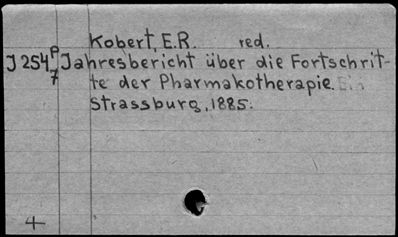 Kobert, E.R. red.
J 254 P/7 Jahresbericht über die Fortschrit-
te der Pharmakotherapie.
Strassburg, 1885.
4